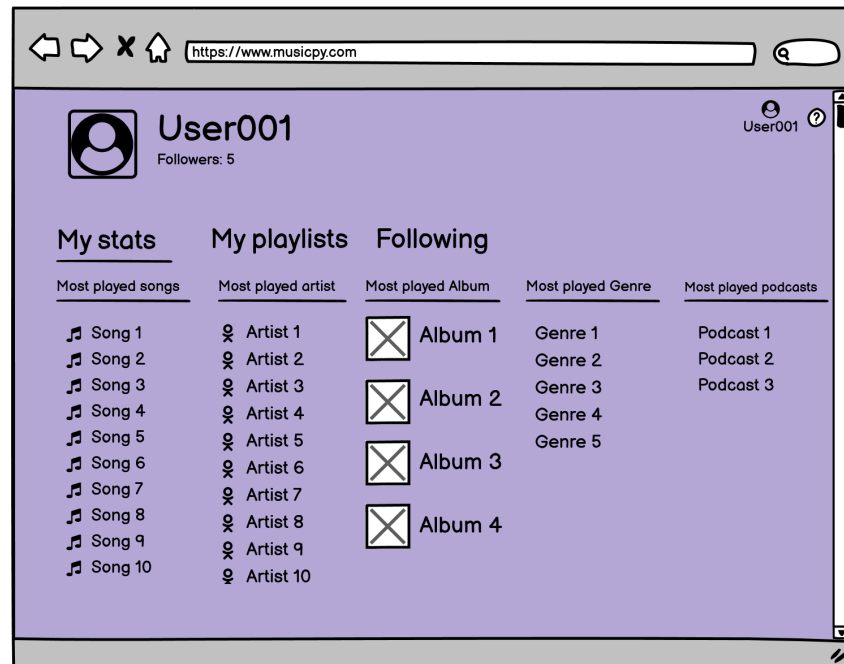 https://www.musicpy.com
User001
Followers: 5
User001
?
My stats
My playlists
Following
Most played songs
Song 1
Song 2
Song 3
Song 4
Song 5
Song 6
Song 7
Song 8
Song 9
Song 10
Most played artist
Artist 1
Artist 2
Artist 3
Artist 4
Artist 5
Artist 6
Artist 7
Artist 8
Artist 9
Artist 10
Most played Album
Album 1
Album 2
Album 3
Album 4
Most played Genre
Genre 1
Genre 2
Genre 3
Genre 4
Genre 5
Most played podcasts
Podcast 1
Podcast 2
Podcast 3